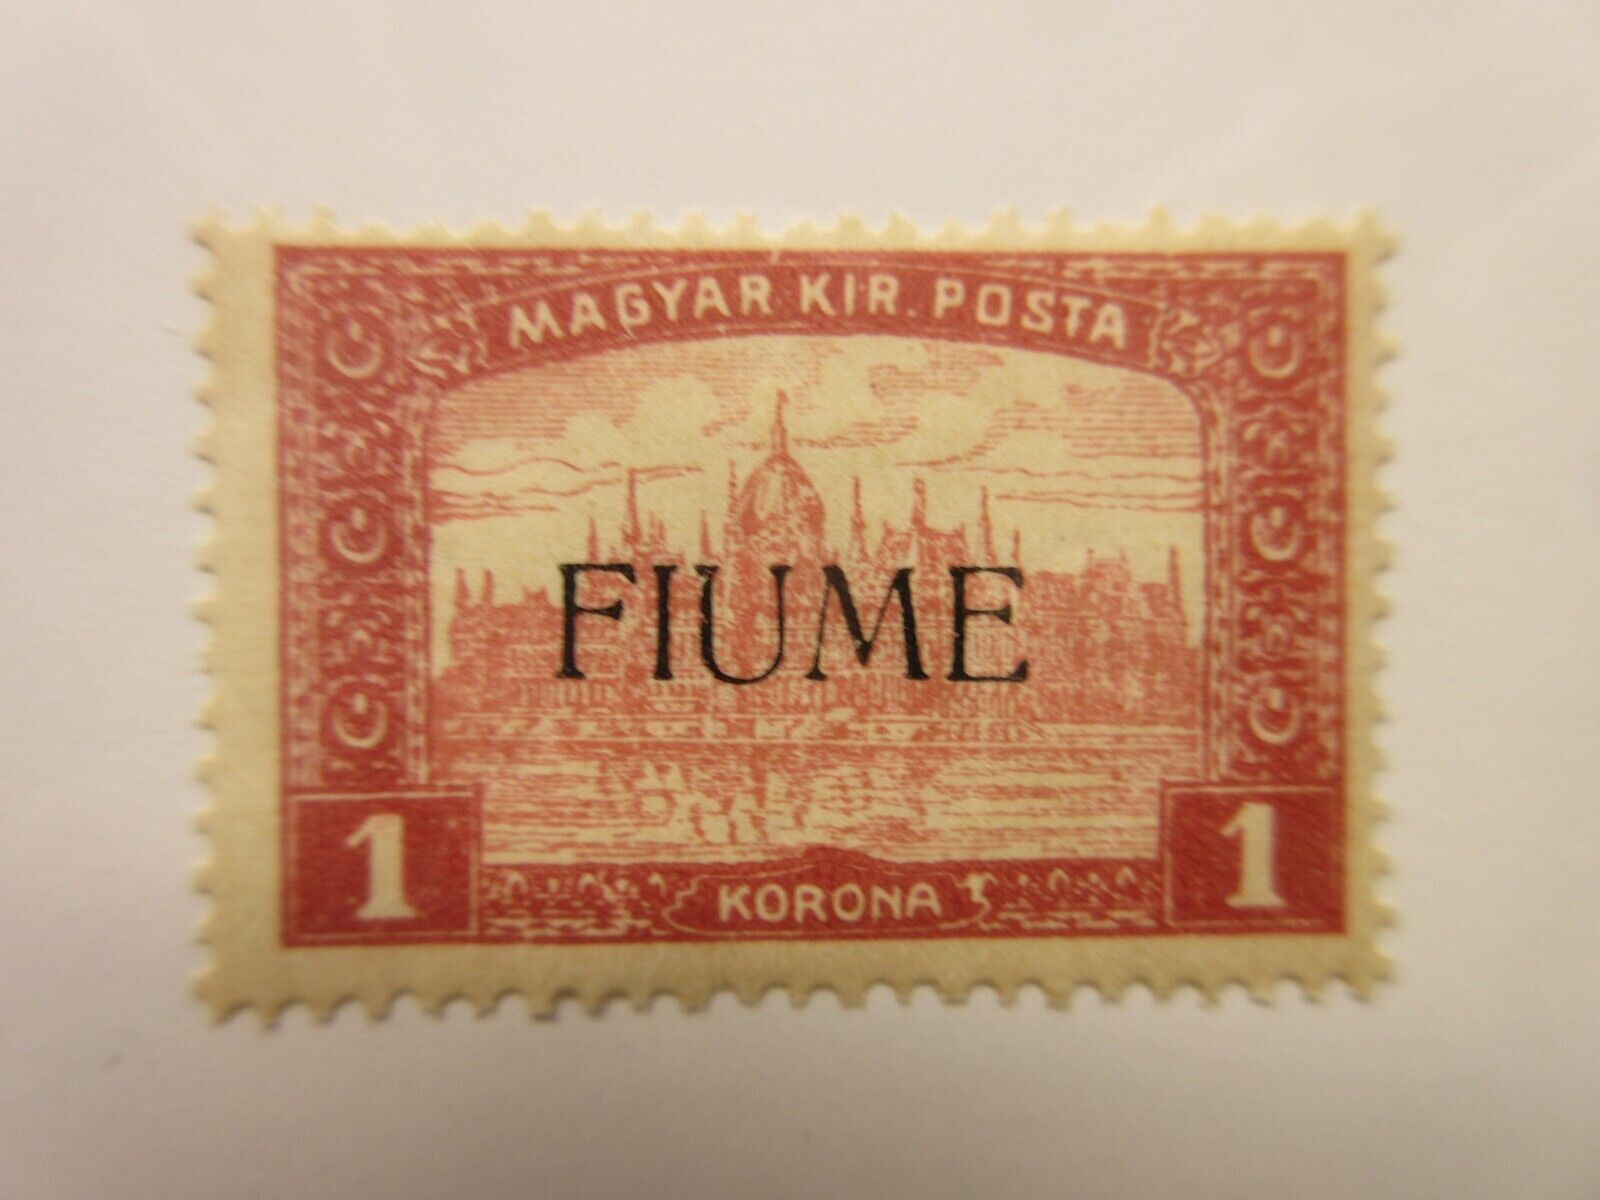 MAGYAR KIR. POSTA
FIUME
1 KORONA 1